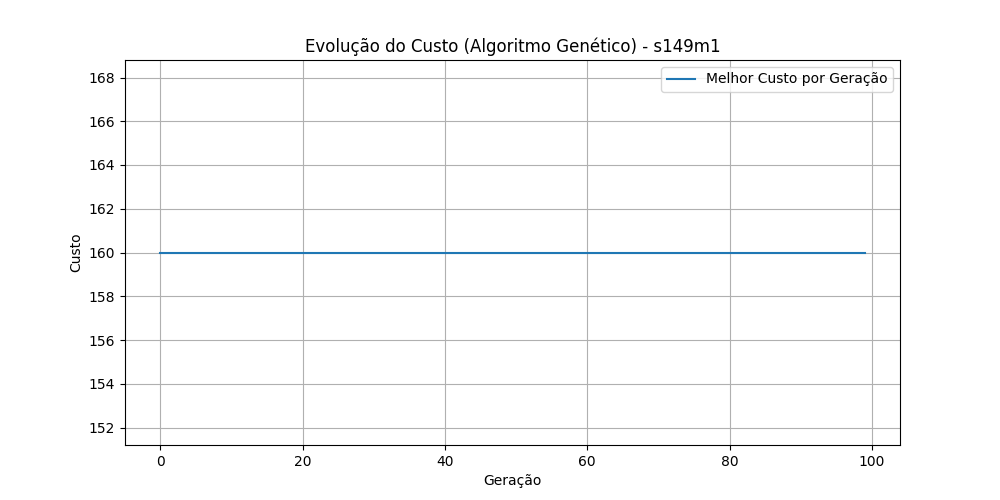 Evolução do Custo (Algoritmo Genético) - s149m1
Melhor Custo por Geração
168
166
164
162
160
158
156
154
152
Custo
0 20 40 60 80 100
Geração